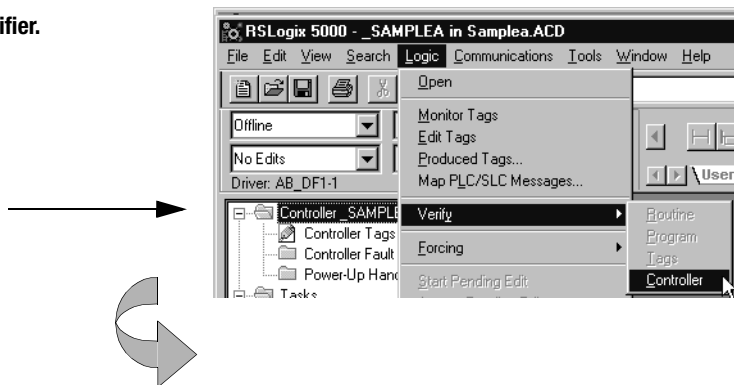 ifier.
RSLogix 5000 - _SAMPLEA in Samplea.ACD
File Edit View Search Logic Communications Tools Window Help
Open
Monitor Tags
Edit Tags
Produced Tags...
Map PLC/SLC Messages...
Verify
Forcing
Start Pending Edit
Offline
No Edits
Driver: AB_DF1-1
User
Controller _SAMPLE
Controller Tags
Controller Fault
Power-Up Hand
Tasks
Routine
Program
Tags
Controller